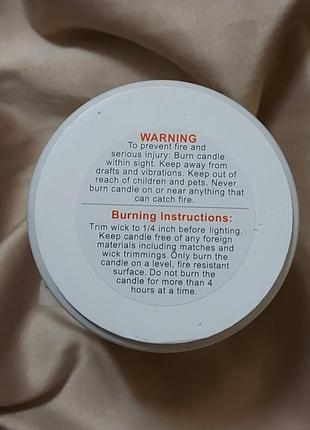 WARNING
To prevent fire and
serious injury: Burn candle
within sight. Keep away from
drafts and vibrations. Keep out of
reach of children and pets. Never
burn candle on or near anything that
can catch fire.
Burning Instructions:
Trim wick to 1/4 inch before lighting.
Keep candle free of any foreign
materials including matches and
wick trimmings. Only burn the
candle on a level, fire resistant
surface. Do not burn the
candle for more than 4
hours at a time.